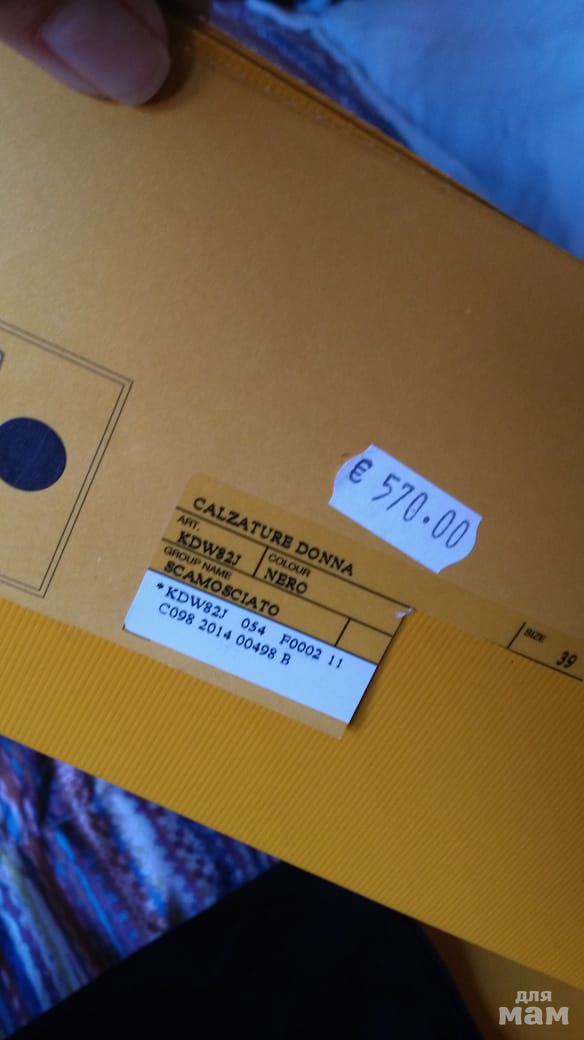 € 570.00
CALZATURE DONNA
ART.
KDW82J
COLOUR
NERO
GROUP NAME
SCAMOSCIATO
SIZE
39
*KDW82J 054 F0002 11
C098 2014 00498 B
для
мам